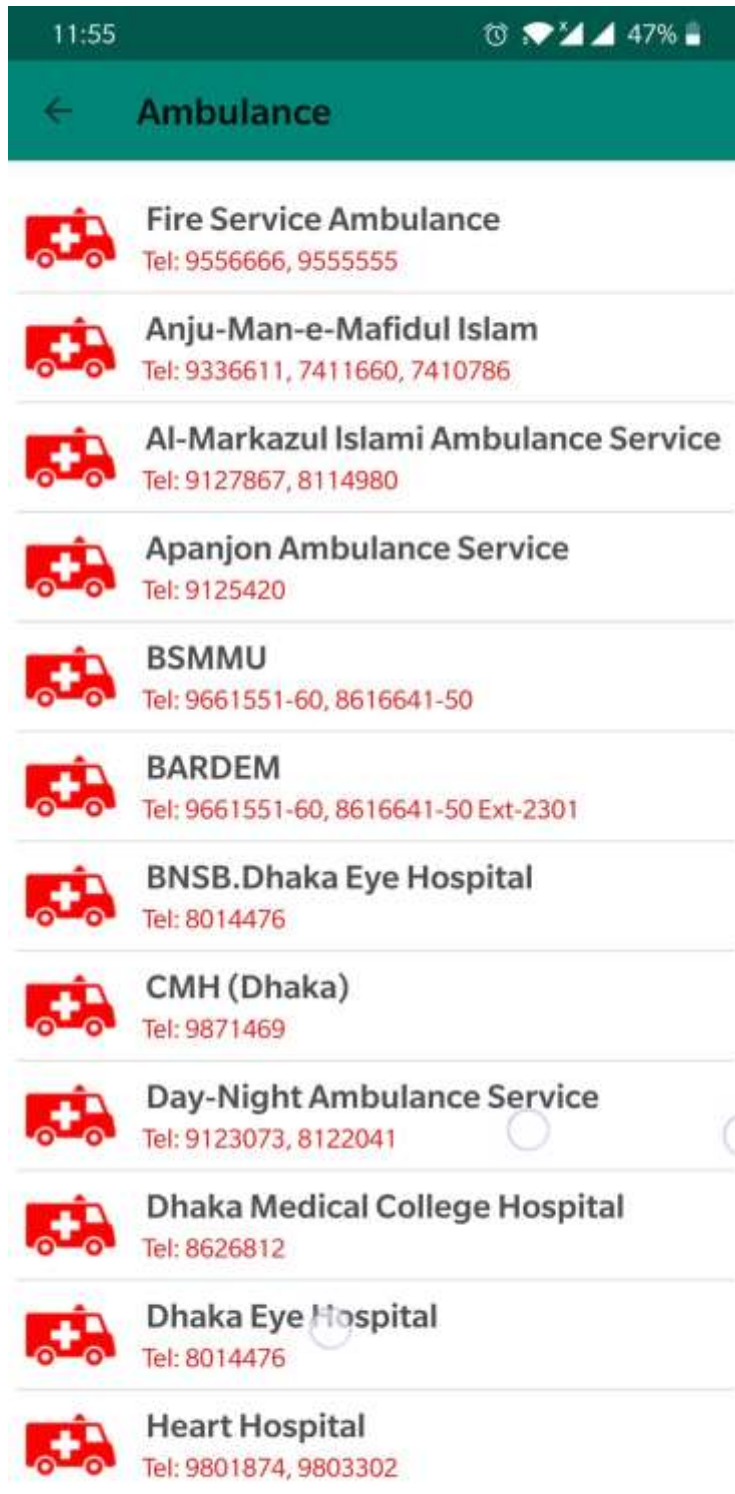 11:55
47%
Ambulance
Fire Service Ambulance
Tel: 9556666, 9555555
Anju-Man-e-Mafidul Islam
Tel: 9336611, 7411660, 7410786
Al-Markazul Islami Ambulance Service
Tel: 9127867, 8114980
Apanjon Ambulance Service
Tel: 9125420
BSMMU
Tel: 9661551-60, 8616641-50
BARDEM
Tel: 9661551-60, 8616641-50 Ext-2301
BNSB.Dhaka Eye Hospital
Tel: 8014476
CMH (Dhaka)
Tel: 9871469
Day-Night Ambulance Service
Tel: 9123073, 8122041
Dhaka Medical College Hospital
Tel: 8626812
Dhaka Eye Hospital
Tel: 8014476
Heart Hospital
Tel: 9801874, 9803302